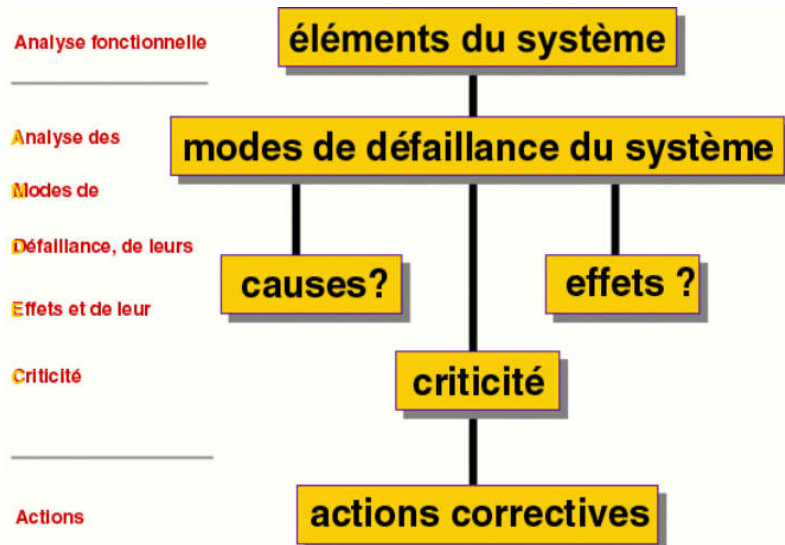 Analyse fonctionnelle
éléments du système
Analyse des
modes de défaillance du système
Modes de
Défaillance, de leurs
causes?
effets ?
Effets et de leur
Criticité
criticité
Actions
actions correctives